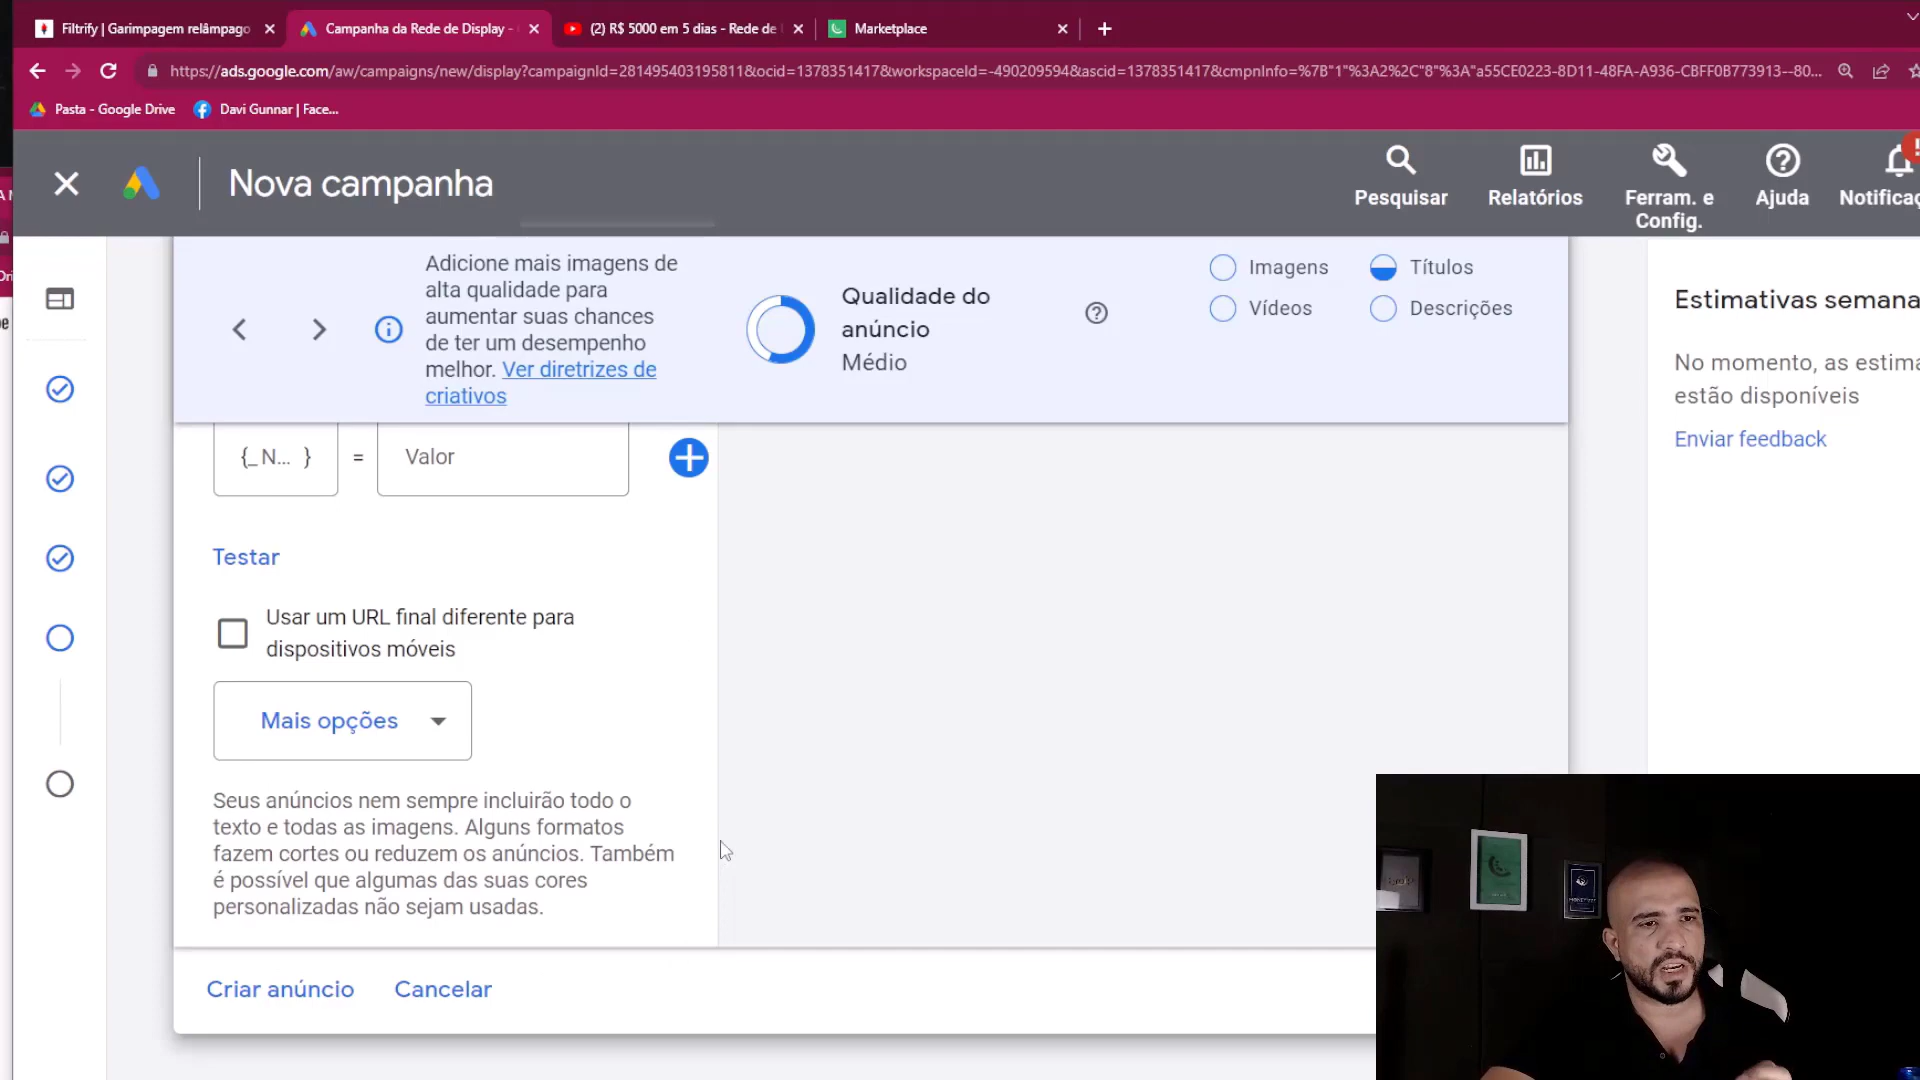 Filtrify | Garimpagem relâmpago
Campanha da Rede de Display -
(2) R$ 5000 em 5 dias - Rede de
Marketplace
https://ads.google.com/aw/campaigns/new/display?campaignId=281495403195811&ocid=1378351417&workspaceId=-490209594&ascid=1378351417&cmpnInfo=%7B"1"%3A2%2C"8"%3A"a55CE0223-8D11-48FA-A936-CBFF0B773913--80...
Pasta - Google Drive
Davi Gunnar | Face...
Nova campanha
Pesquisar
Relatórios
Ferram. e
Config.
Ajuda
Notificaç
Adicione mais imagens de
alta qualidade para
aumentar suas chances
de ter um desempenho
melhor. Ver diretrizes de
criativos
Qualidade do
anúncio
Médio
Imagens
Títulos
Vídeos
Descrições
Estimativas semana
No momento, as estima
estão disponíveis
Enviar feedback
{_ N... } = Valor
Testar
Usar um URL final diferente para
dispositivos móveis
Mais opções
Seus anúncios nem sempre incluirão todo o
texto e todas as imagens. Alguns formatos
fazem cortes ou reduzem os anúncios. Também
é possível que algumas das suas cores
personalizadas não sejam usadas.
Criar anúncio
Cancelar